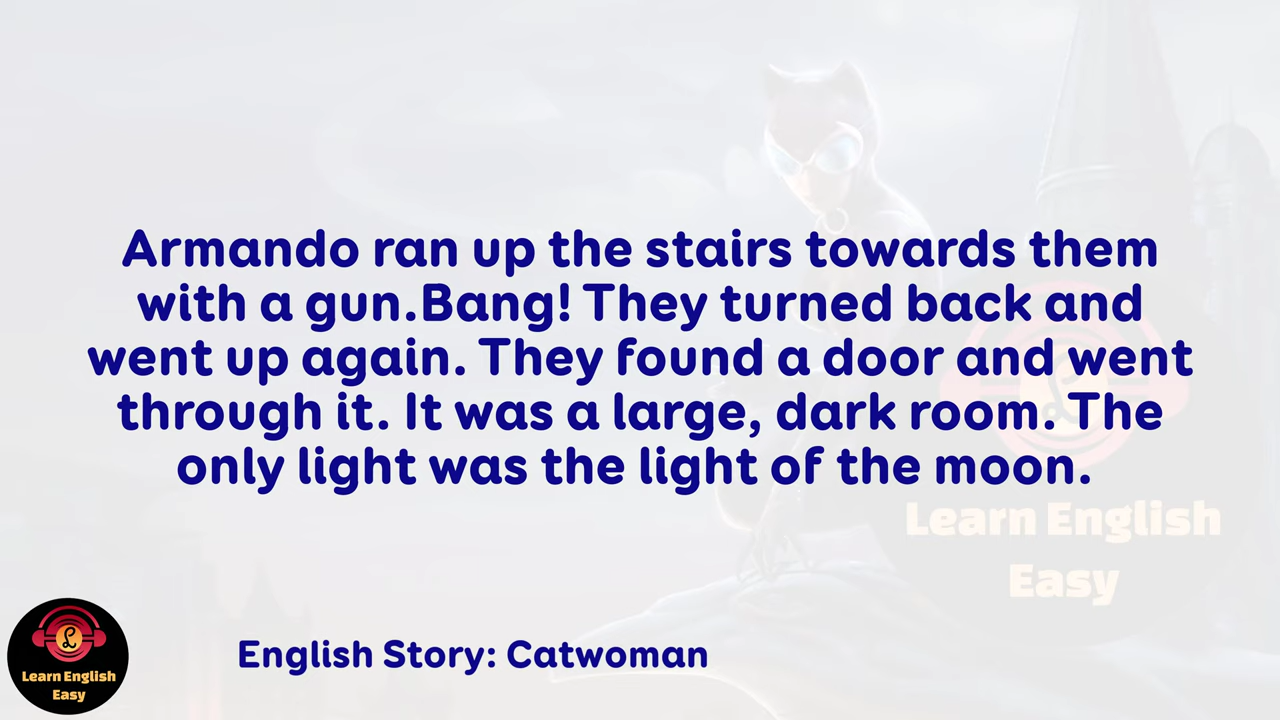 Armando ran up the stairs towards them
with a gun.Bang! They turned back and
went up again. They found a door and went
through it. It was a large, dark room. The
only light was the light of the moon.
Learn English
Easy
English Story: Catwoman
L
Learn English
Easy